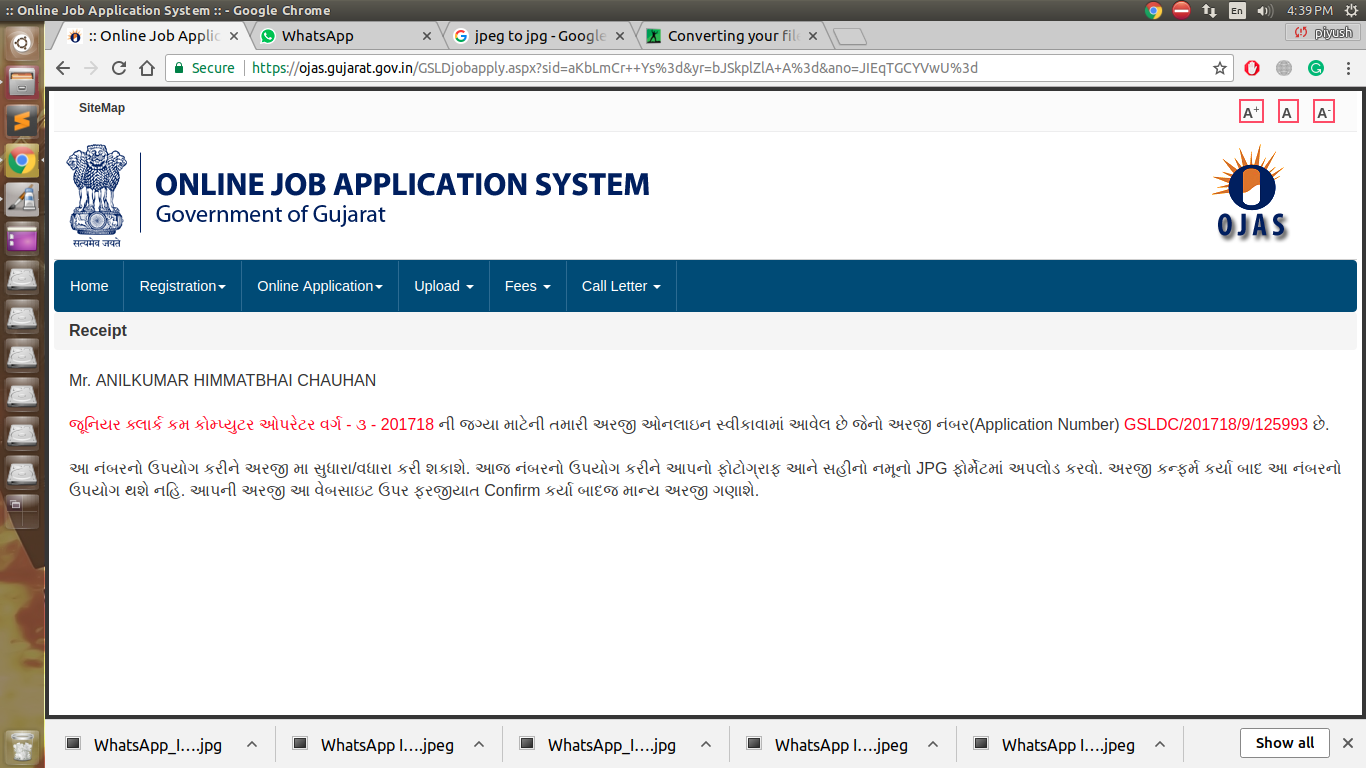 :: Online Job Application System :: - Google Chrome
En
4:39 PM
:: Online Job Applic
WhatsApp
jpeg to jpg - Google
Converting your file
piyush
Secure
https://ojas.gujarat.gov.in/GSLDjobapply.aspx?sid=aKbLmCr++Ys%3d&yr=bJSkplZlA+A%3d&ano=JIEqTGCYVwU%3d
SiteMap
A+ A A-
ONLINE JOB APPLICATION SYSTEM
Government of Gujarat
सत्यमेव जयते
OJAS
Home Registration Online Application Upload Fees Call Letter
Receipt
Mr. ANILKUMAR HIMMATBHAI CHAUHAN
જૂનિયર ક્લાર્ક કમ કોમ્પ્યુટર ઓપરેટર વર્ગ - ૩ - 201718 ની જગ્યા માટેની તમારી અરજી ઓનલાઇન સ્વીકાવામાં આવેલ છે જેનો અરજી નંબર(Application Number) GSLDC/201718/9/125993 છે.
આ નંબરનો ઉપયોગ કરીને અરજી મા સુધારા/વધારા કરી શકાશે. આજ નંબરનો ઉપયોગ કરીને આપનો ફોટોગ્રાફ આને સહીનો નમૂનો JPG ફોર્મેટમાં અપલોડ કરવો. અરજી કન્ફર્મ કર્યા બાદ આ નંબરનો
ઉપયોગ થશે નહિ. આપની અરજી આ વેબસાઇટ ઉપર ફરજીયાત Confirm કર્યા બાદજ માન્ય અરજી ગણાશે.
WhatsApp_I....jpg
WhatsApp I....jpeg
WhatsApp_I....jpg
WhatsApp I....jpeg
WhatsApp I....jpeg
Show all